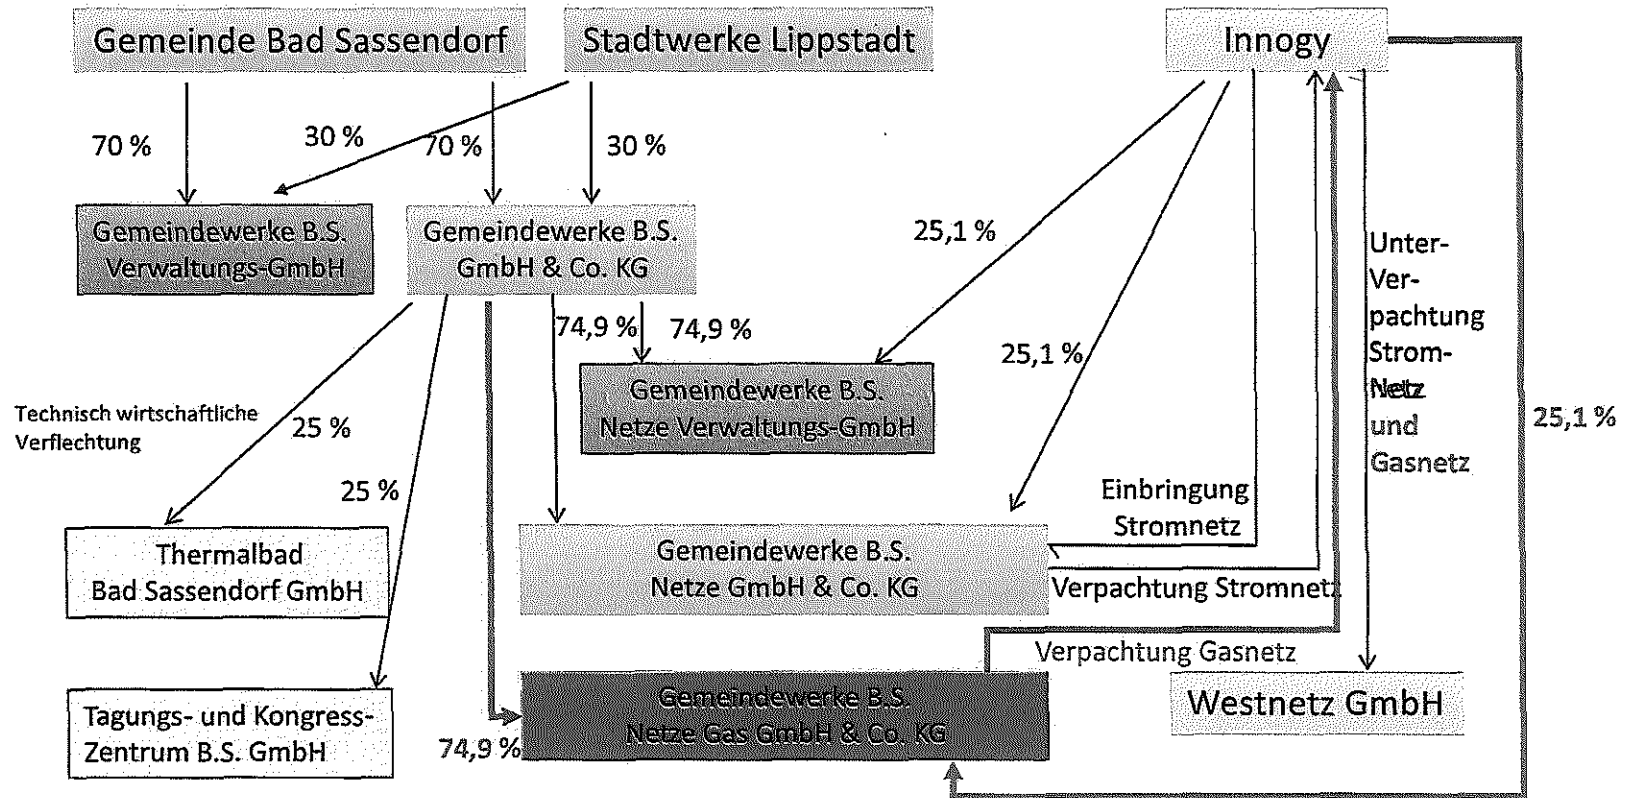 Gemeinde Bad Sassendorf
Stadtwerke Lippstadt
Innogy
70 %
30 %
70 %
30 %
Gemeindewerke B.S.
Verwaltungs-GmbH
Gemeindewerke B.S.
GmbH & Co. KG
25,1 %
Unter-
Ver-
pachtung
Strom-
Netz
und
Gasnetz
74,9 %
74,9 %
25,1 %
Gemeindewerke B.S.
Netze Verwaltungs-GmbH
25,1 %
Technisch wirtschaftliche
Verflechtung
25 %
25 %
Einbringung
Stromnetz
Thermalbad
Bad Sassendorf GmbH
Gemeindewerke B.S.
Netze GmbH & Co. KG
Verpachtung Stromnetz
Verpachtung Gasnetz
Gemeindewerke B.S.
Netze Gas GmbH & Co. KG
Westnetz GmbH
Tagungs- und Kongress-
Zentrum B.S. GmbH
74,9 %